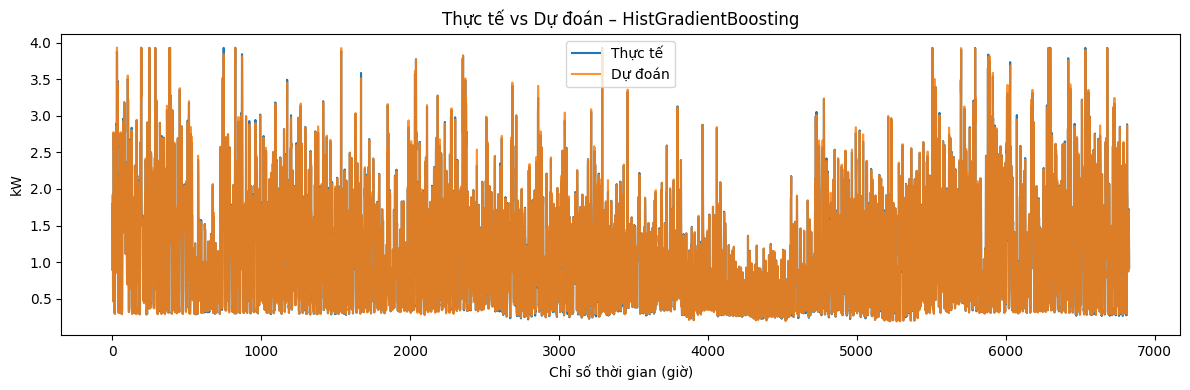 Thực tế vs Dự đoán – HistGradientBoosting
Thực tế
Dự đoán
kW
4.0
3.5
3.0
2.5
2.0
1.5
1.0
0.5
0 1000 2000 3000 4000 5000 6000 7000
Chỉ số thời gian (giờ)